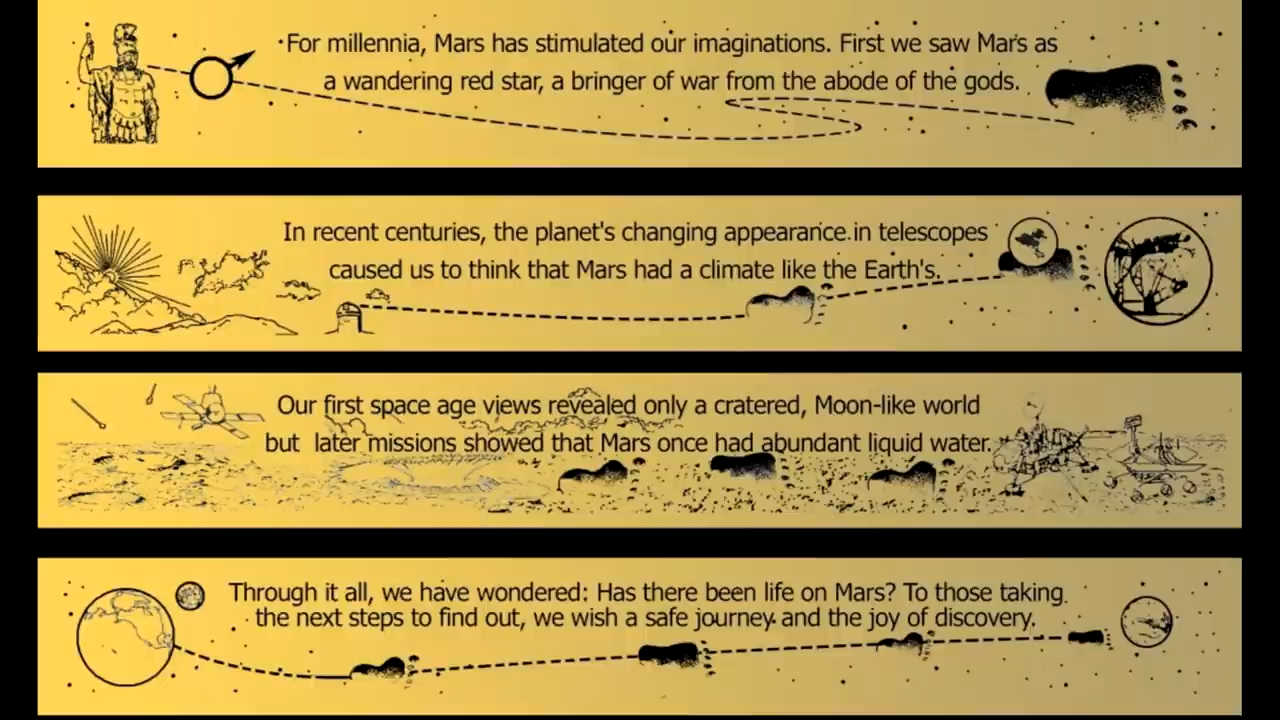 For millennia, Mars has stimulated our imaginations. First we saw Mars as
a wandering red star, a bringer of war from the abode of the gods.
In recent centuries, the planet's changing appearance in telescopes
caused us to think that Mars had a climate like the Earth's.
Our first space age views revealed only a cratered, Moon-like world
but later missions showed that Mars once had abundant liquid water.
Through it all, we have wondered: Has there been life on Mars? To those taking
the next steps to find out, we wish a safe journey and the joy of discovery.